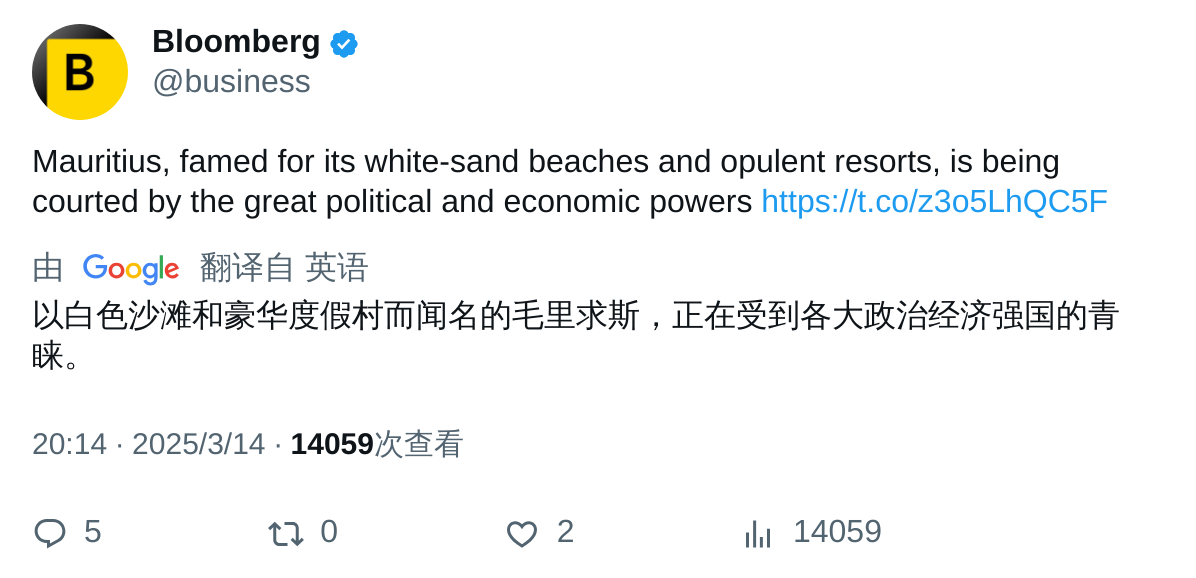 B
Bloomberg
@business
Mauritius, famed for its white-sand beaches and opulent resorts, is being
courted by the great political and economic powers https://t.co/z3o5LhQC5F
由 Google 翻译自 英语
以白色沙滩和豪华度假村而闻名的毛里求斯，正在受到各大政治经济强国的青
睐。
20:14 · 2025/3/14 · 14059次查看
5 0 2 14059